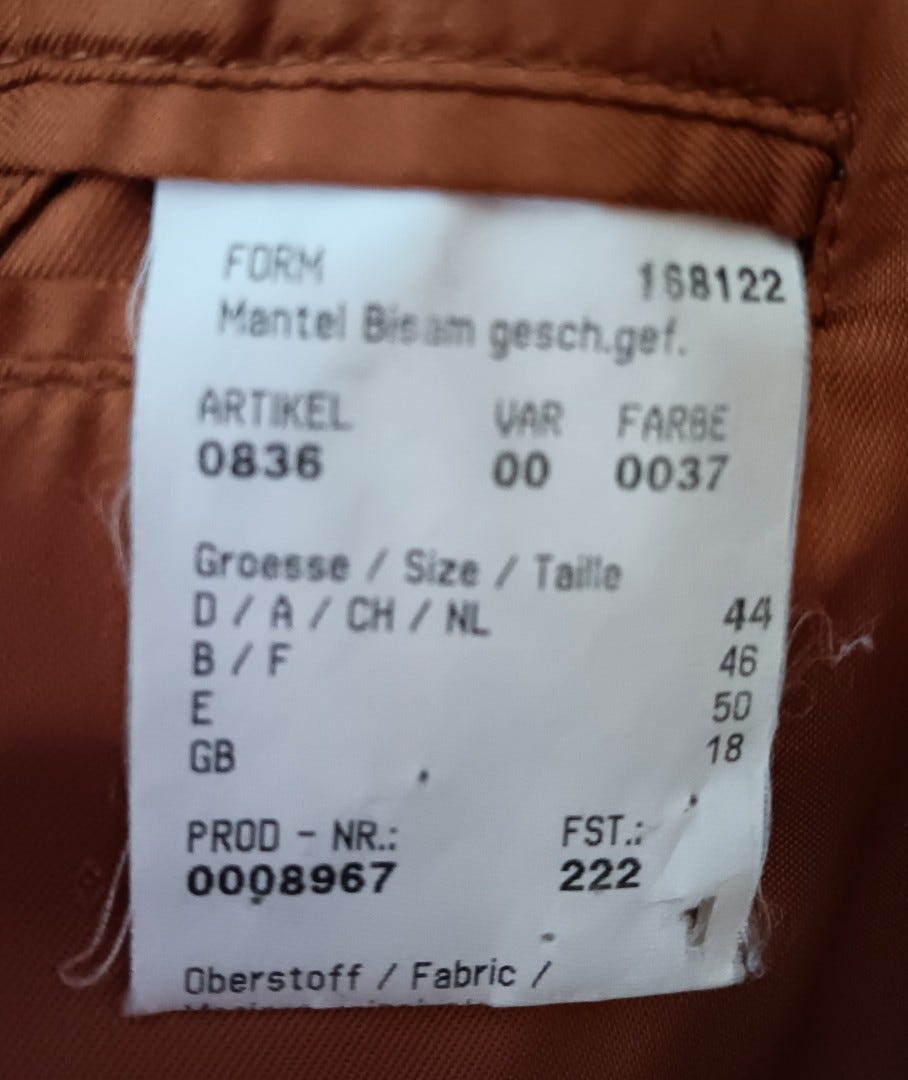 FORM 168122
Mantel Bisam gesch.gef.
ARTIKEL VAR FARBE
0836 00 0037
Groesse / Size / Taille
D / A / CH / NL 44
B / F 46
E 50
GB 18
PROD - NR.: FST.:
0008967 222
Oberstoff / Fabric /